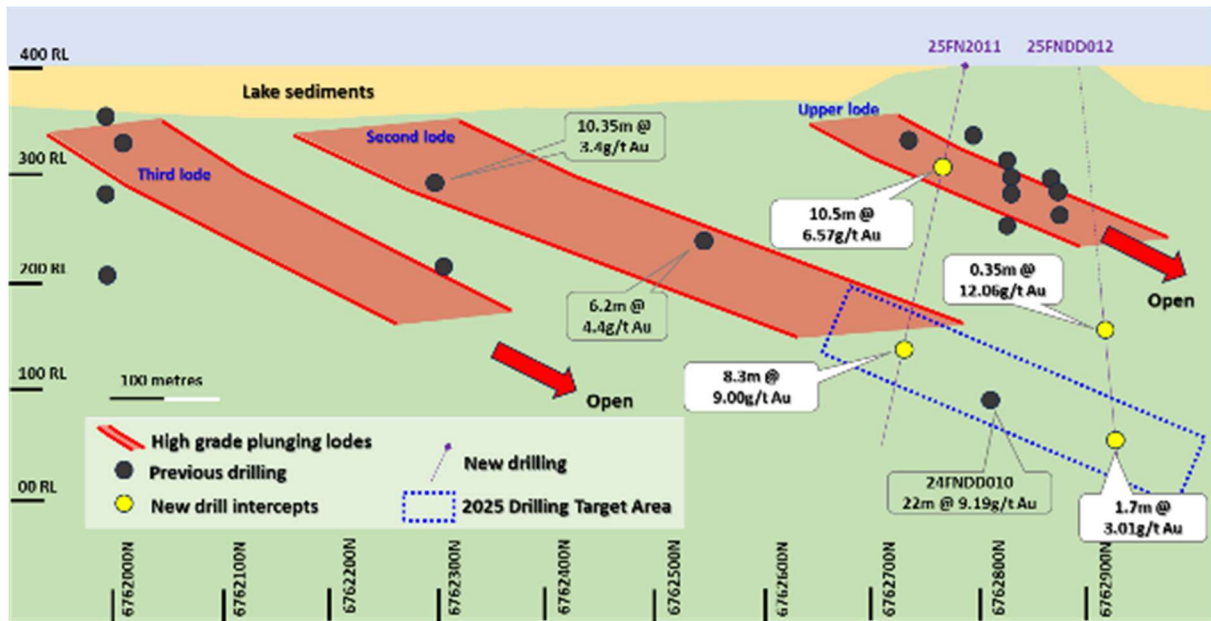 25FN2011
25FNDD012
400 RL
Lake sediments
Upper lode
Second lode
10.35m @
3.4g/t Au
300 RL
Third lode
10.5m @
6.57g/t Au
0.35m @
12.06g/t Au
200 RL
6.2m @
4.4g/t Au
Open
8.3m @
9.00g/t Au
100 RL
100 metres
Open
High grade plunging lodes
Previous drilling
New drill intercepts
New drilling
2025 Drilling Target Area
24FNDD010
22m @ 9.19g/t Au
1.7m @
3.01g/t Au
00 RL
6762000N
6762100N
6762200N
6762300N
6762400N
6762500N
6762600N
6762700N
6762800N
6762900N